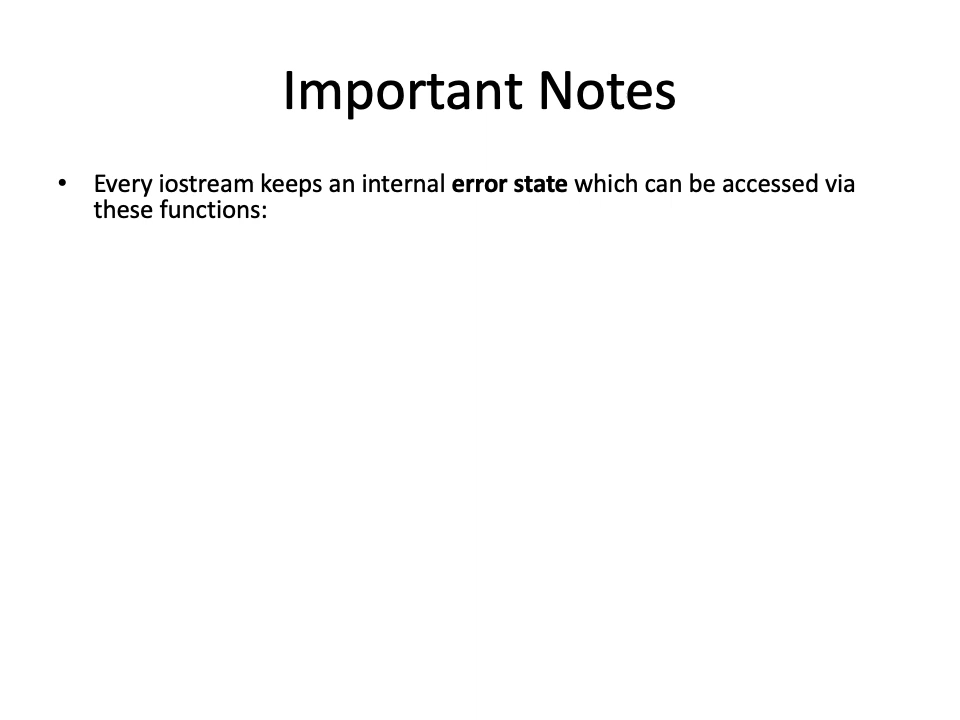 Important Notes
• Every iostream keeps an internal error state which can be accessed via
these functions: